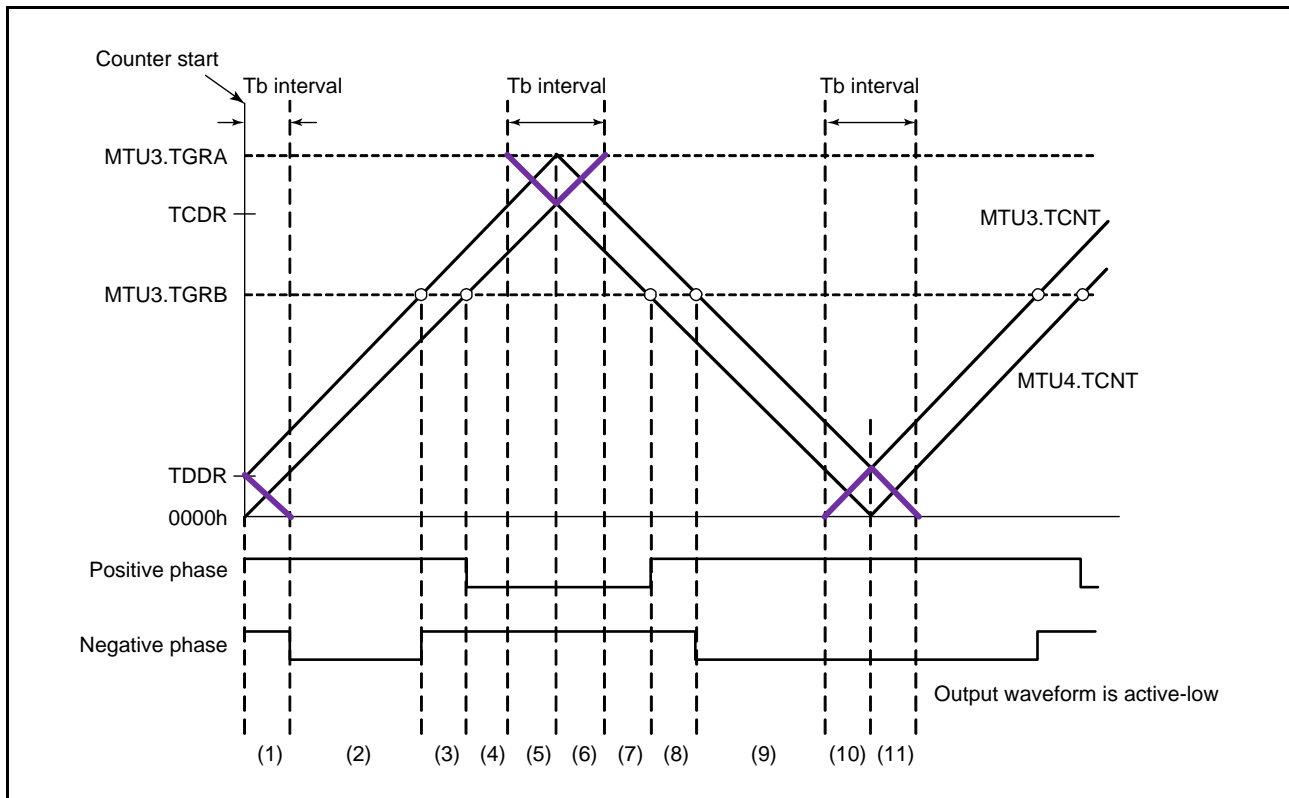 Counter start
Tb interval
Tb interval
Tb interval
MTU3.TGRA
TCDR
MTU3.TCNT
MTU3.TGRB
MTU4.TCNT
TDDR
0000h
Positive phase
Negative phase
Output waveform is active-low
(1) (2) (3) (4) (5) (6) (7) (8) (9) (10) (11)